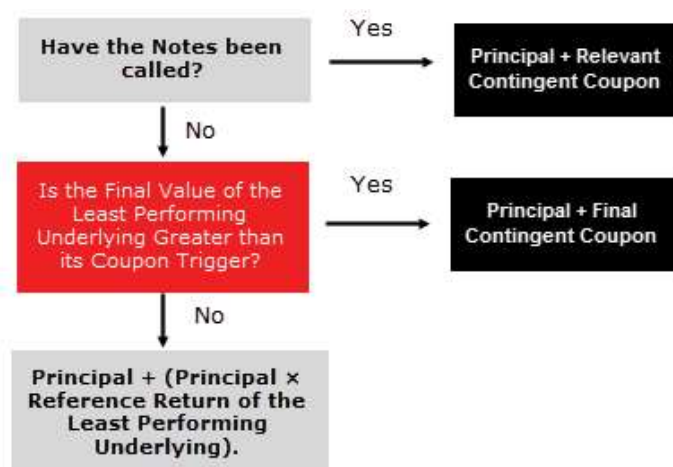 Have the Notes been
called?
Yes
Principal + Relevant
Contingent Coupon
No
Is the Final Value of the
Least Performing
Underlying Greater than
its Coupon Trigger?
Yes
Principal + Final
Contingent Coupon
No
Principal + (Principal ×
Reference Return of the
Least Performing
Underlying).